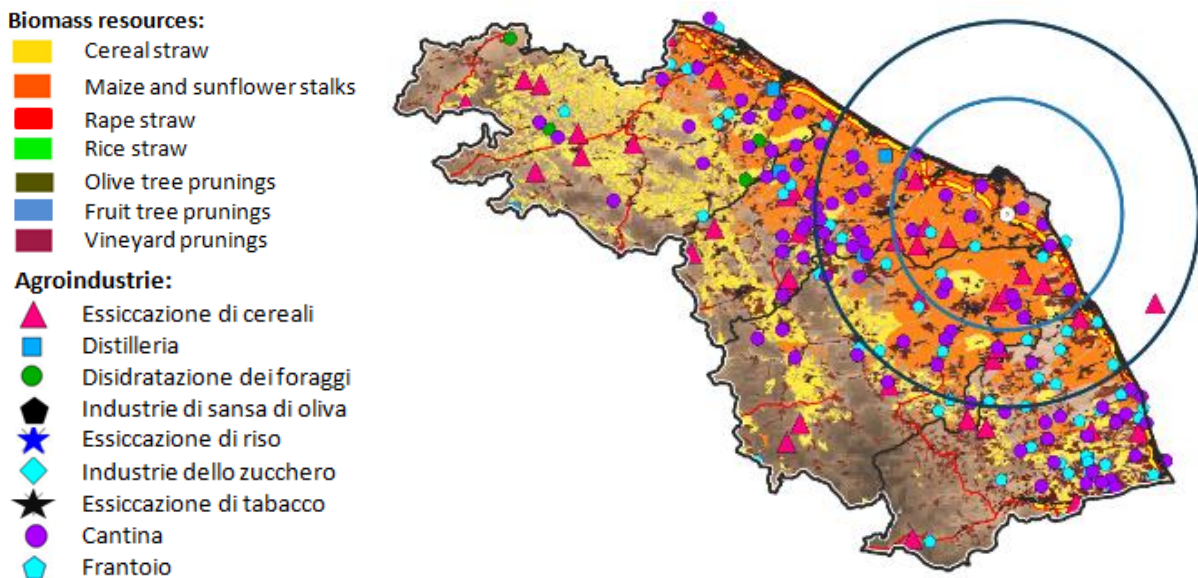 Biomass resources:
Cereal straw
Maize and sunflower stalks
Rape straw
Rice straw
Olive tree prunings
Fruit tree prunings
Vineyard prunings
Agroindustrie:
Essiccazione di cereali
Distilleria
Disidratazione dei foraggi
Industrie di sansa di oliva
Essiccazione di riso
Industrie dello zucchero
Essiccazione di tabacco
Cantina
Frantoio